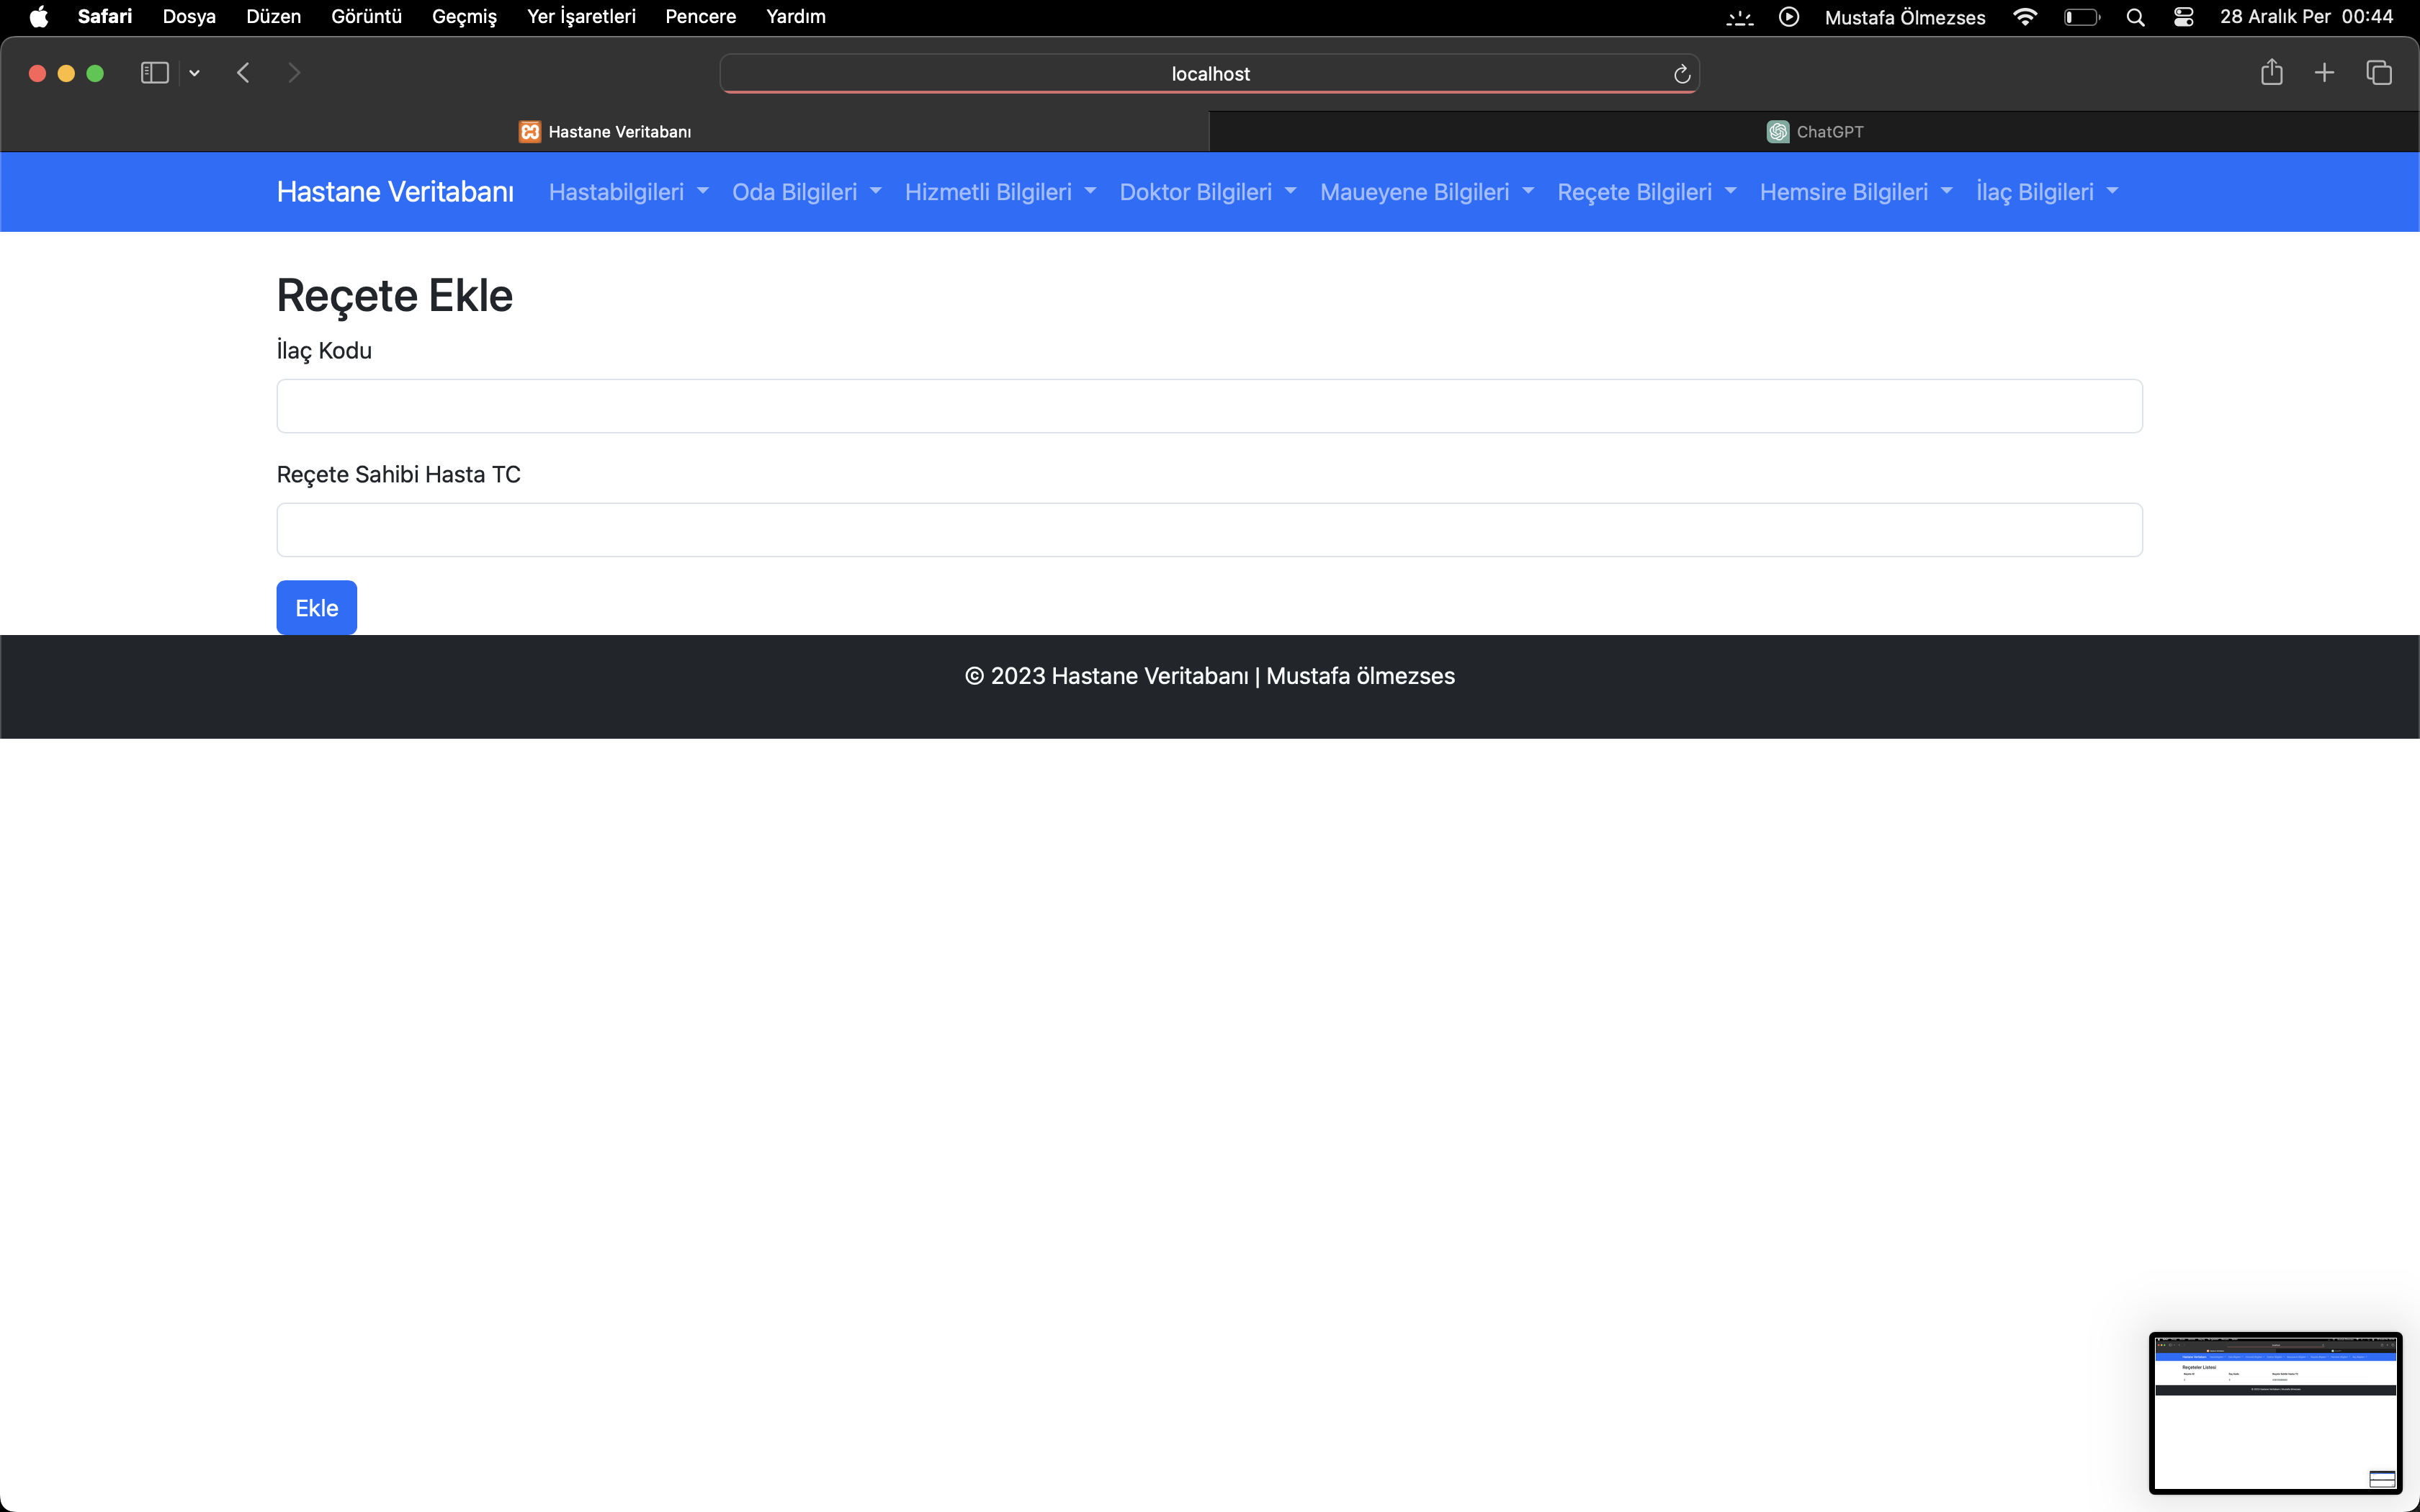 Safari Dosya Düzen Görüntü Geçmiş Yer İşaretleri Pencere Yardım Mustafa Ölmezses 28 Aralık Per 00:44
localhost
Hastane Veritabanı ChatGPT
Hastane Veritabanı Hastabilgileri Oda Bilgileri Hizmetli Bilgileri Doktor Bilgileri Maueyene Bilgileri Reçete Bilgileri Hemsire Bilgileri İlaç Bilgileri
Reçete Ekle
İlaç Kodu
Reçete Sahibi Hasta TC
Ekle
© 2023 Hastane Veritabanı | Mustafa ölmezses
Reçeteler Listesi